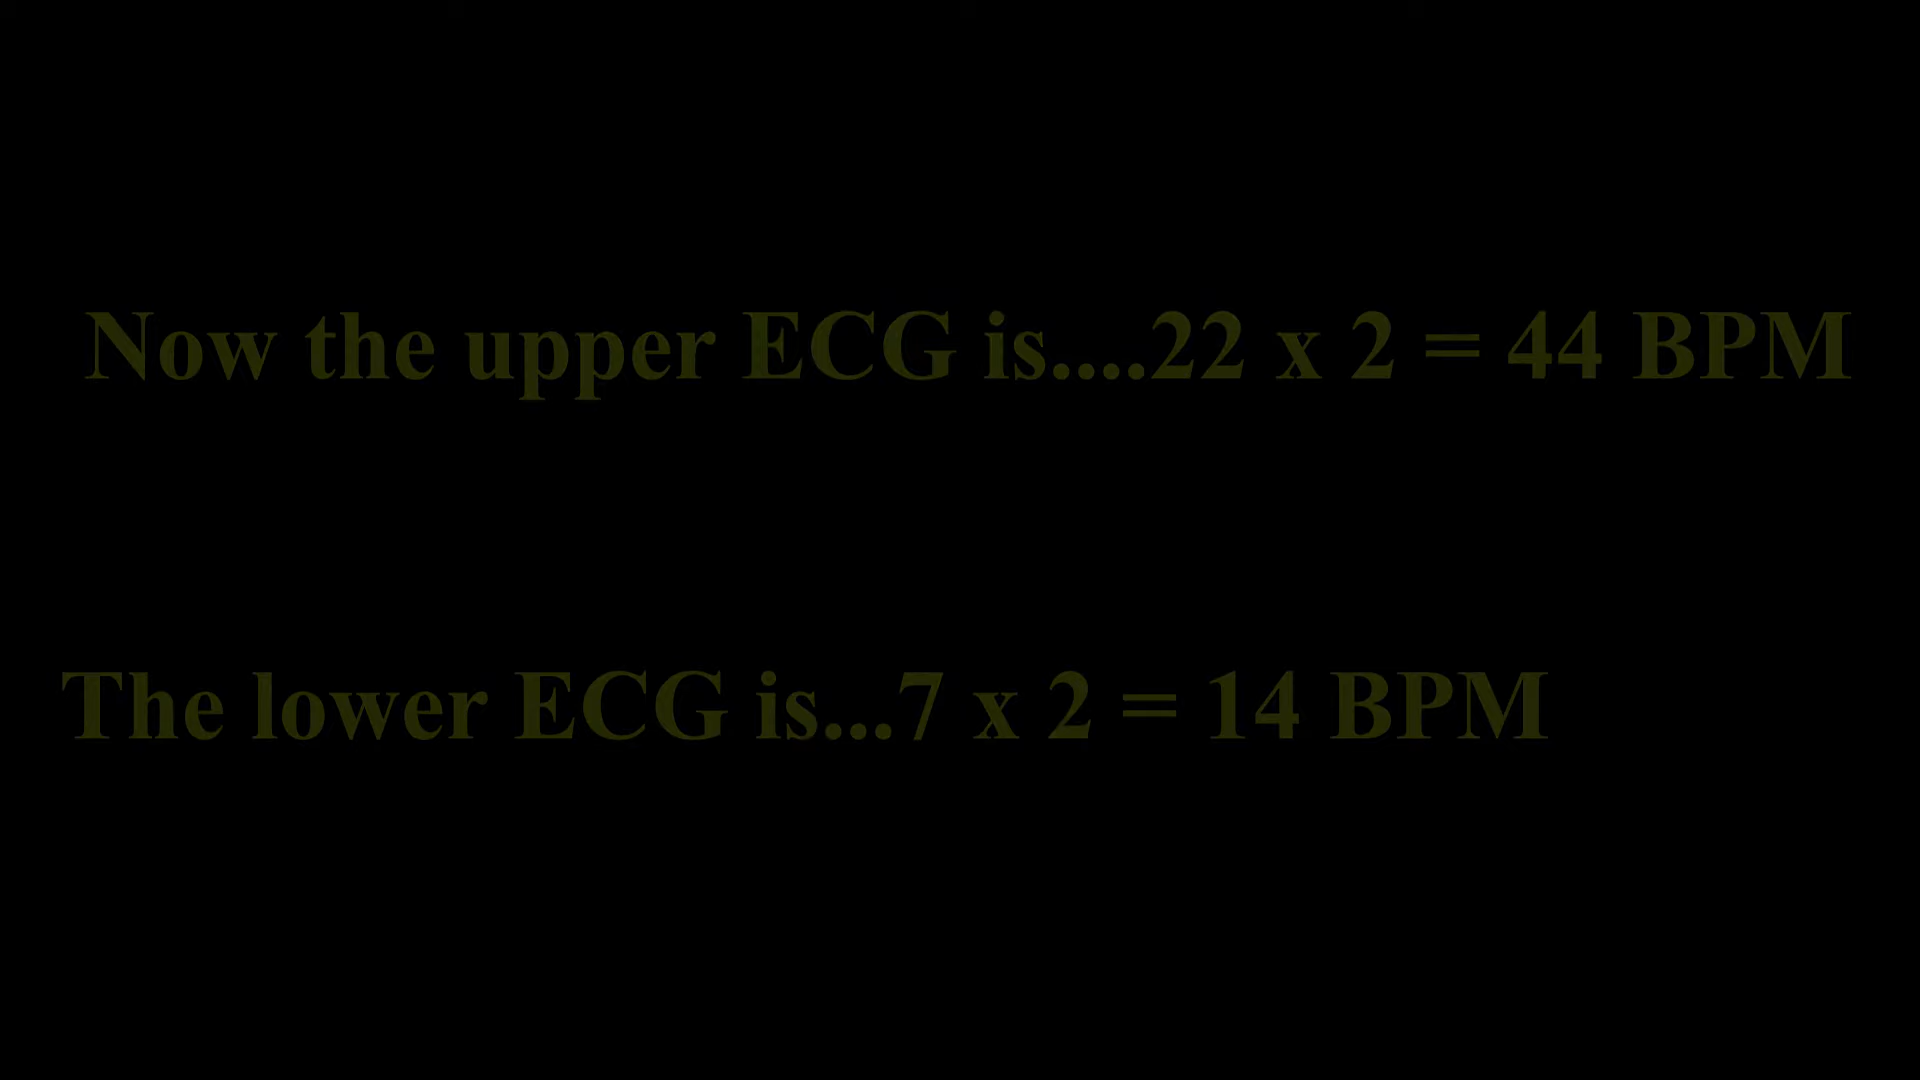 Now the upper ECG is....22 x 2 = 44 BPM
The lower ECG is...7 x 2 = 14 BPM